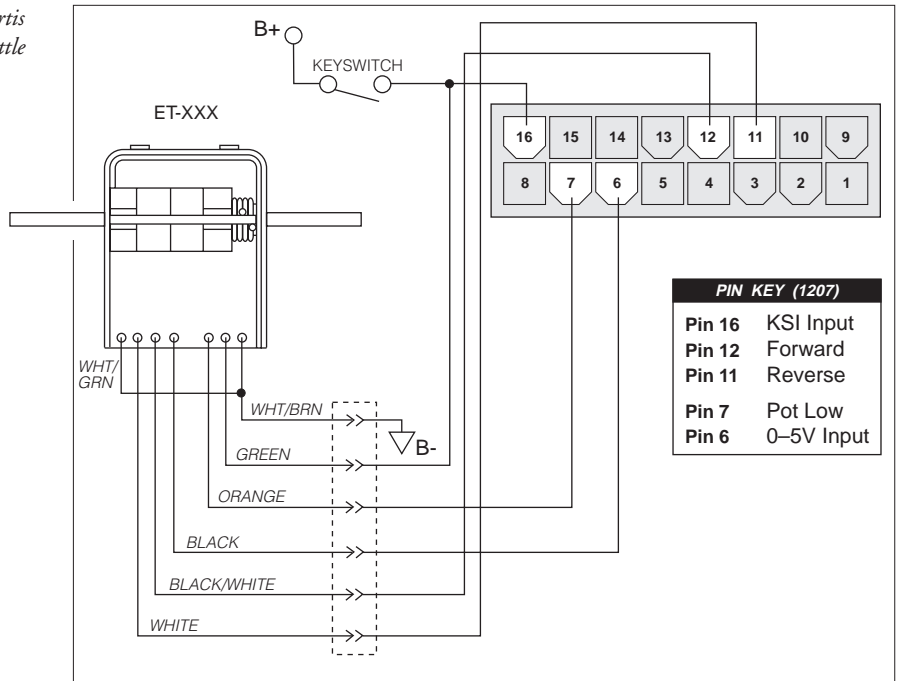 rtis
ttle
B+
KEYSWITCH
ET-XXX
16 15 14 13 12 11 10 9
8 7 6 5 4 3 2 1
PIN KEY (1207)
Pin 16 KSI Input
Pin 12 Forward
Pin 11 Reverse
Pin 7 Pot Low
Pin 6 0–5V Input
WHT/
GRN
WHT/BRN
B-
GREEN
ORANGE
BLACK
BLACK/WHITE
WHITE